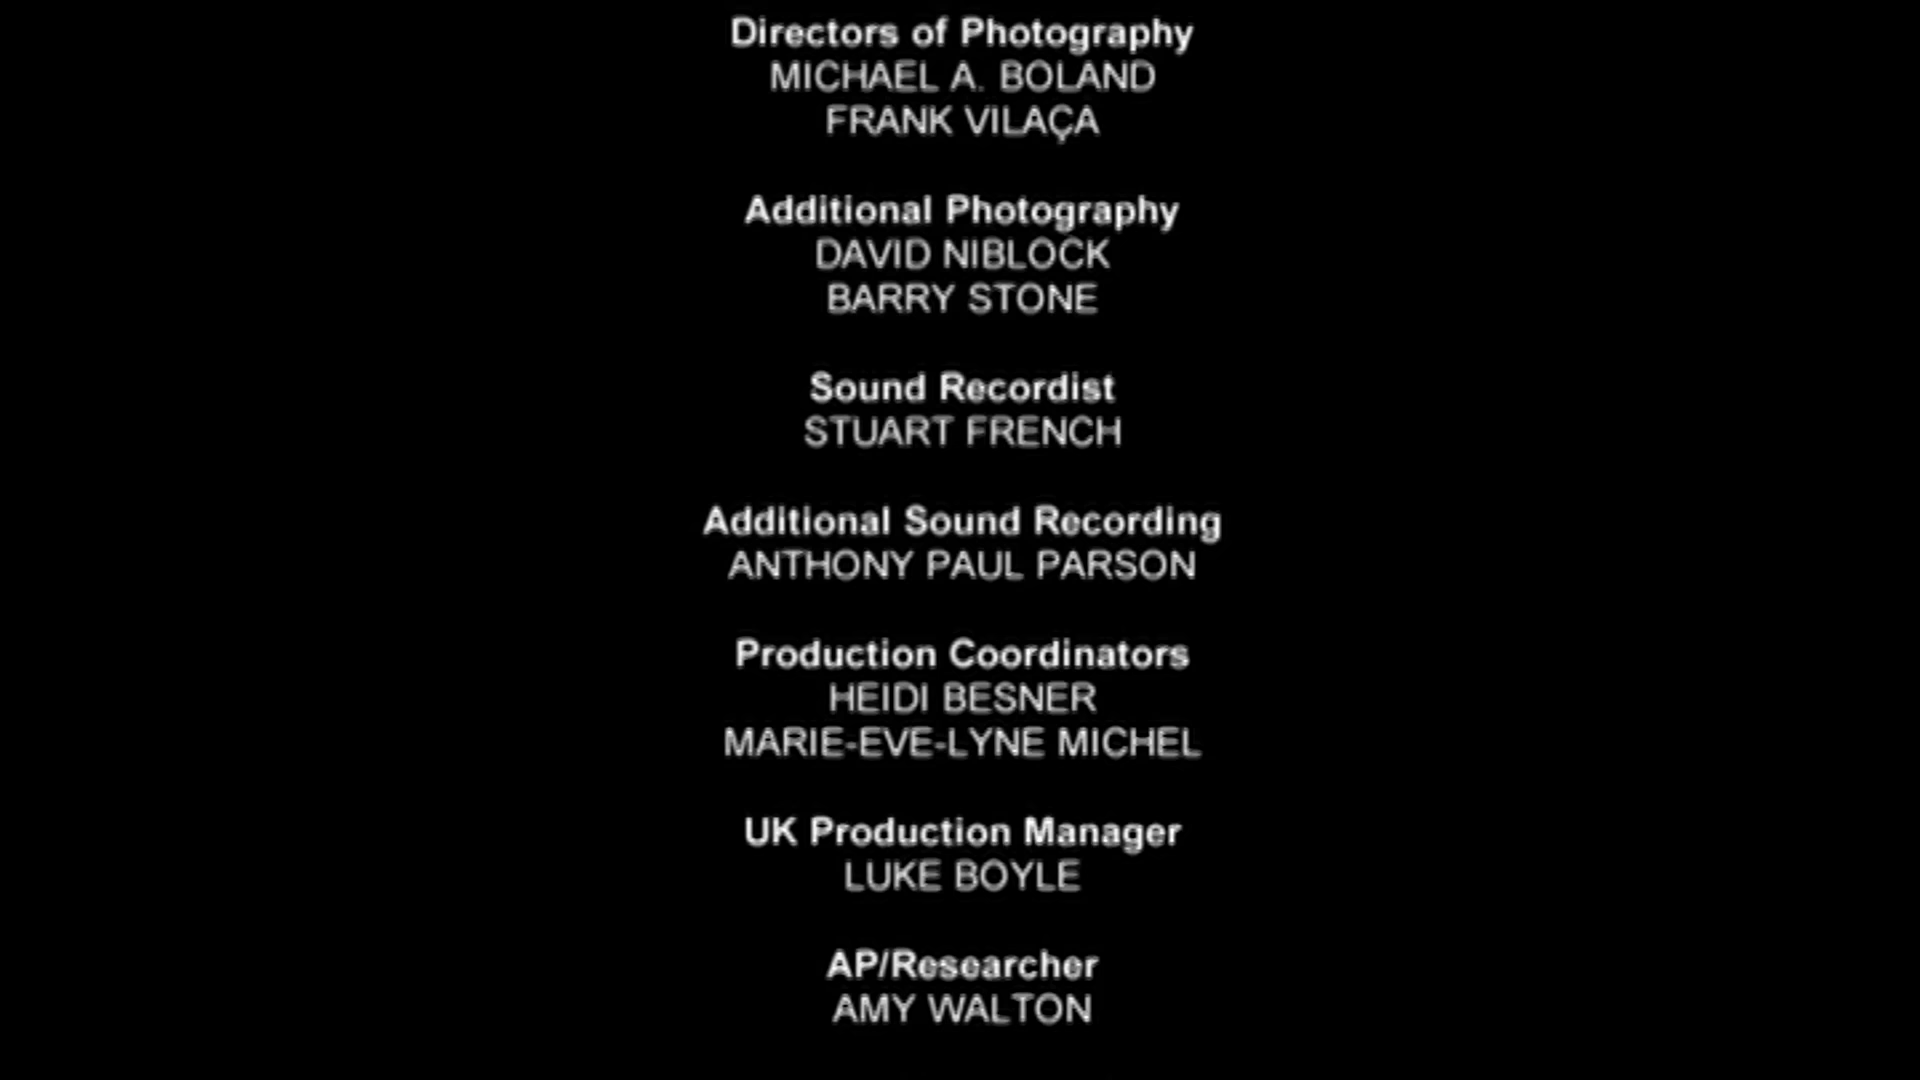 Directors of Photography
MICHAEL A. BOLAND
FRANK VILAÇA
Additional Photography
DAVID NIBLOCK
BARRY STONE
Sound Recordist
STUART FRENCH
Additional Sound Recording
ANTHONY PAUL PARSON
Production Coordinators
HEIDI BESNER
MARIE-EVE-LYNE MICHEL
UK Production Manager
LUKE BOYLE
AP/Researcher
AMY WALTON